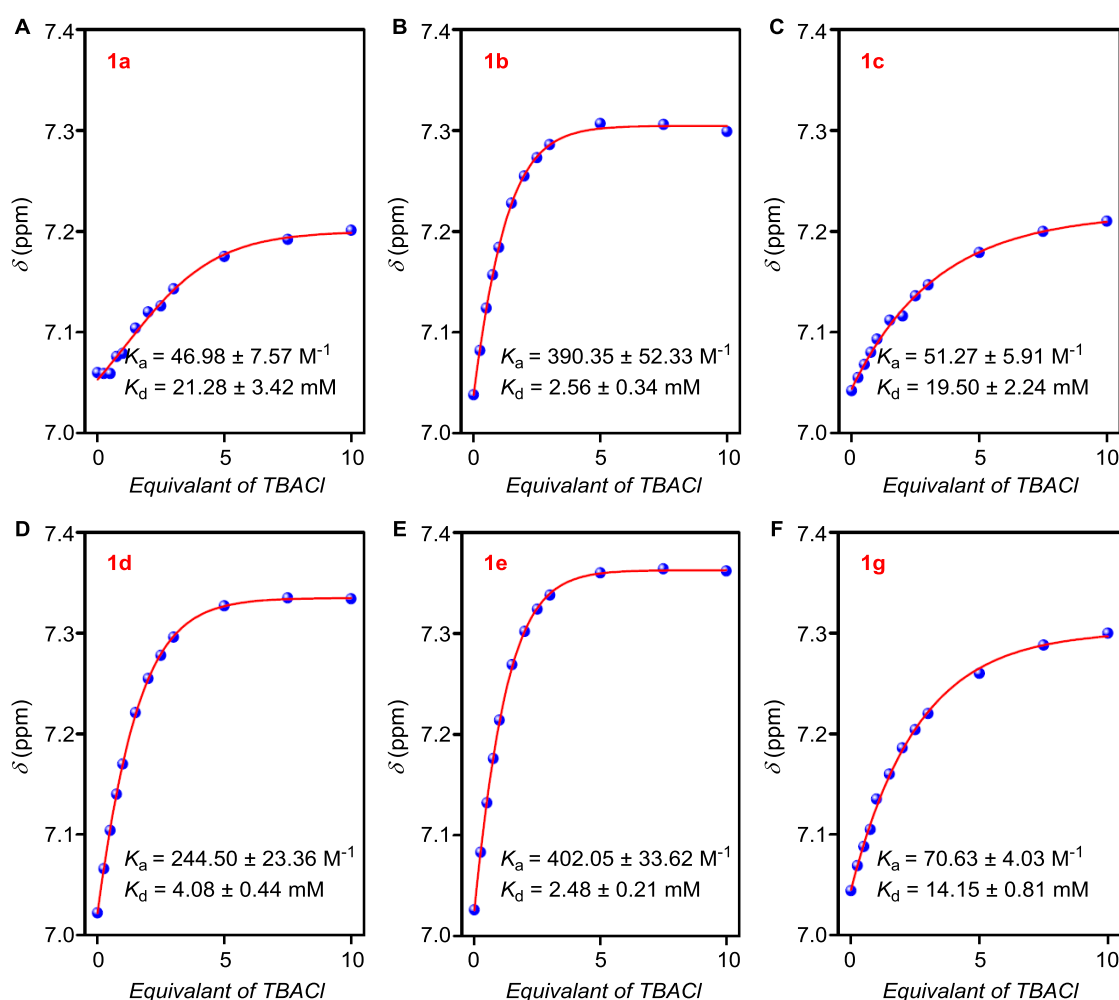 A
7.4
1a
7.3
7.2
7.1
7.0
δ (ppm)
Ka = 46.98 ± 7.57 M-1
Kd = 21.28 ± 3.42 mM
0 5 10
Equivalant of TBACl
B
7.4
1b
7.3
7.2
7.1
7.0
δ (ppm)
Ka = 390.35 ± 52.33 M-1
Kd = 2.56 ± 0.34 mM
0 5 10
Equivalant of TBACl
C
7.4
1c
7.3
7.2
7.1
7.0
δ (ppm)
Ka = 51.27 ± 5.91 M-1
Kd = 19.50 ± 2.24 mM
0 5 10
Equivalant of TBACl
D
7.4
1d
7.3
7.2
7.1
7.0
δ (ppm)
Ka = 244.50 ± 23.36 M-1
Kd = 4.08 ± 0.44 mM
0 5 10
Equivalant of TBACl
E
7.4
1e
7.3
7.2
7.1
7.0
δ (ppm)
Ka = 402.05 ± 33.62 M-1
Kd = 2.48 ± 0.21 mM
0 5 10
Equivalant of TBACl
F
7.4
1g
7.3
7.2
7.1
7.0
δ (ppm)
Ka = 70.63 ± 4.03 M-1
Kd = 14.15 ± 0.81 mM
0 5 10
Equivalant of TBACl